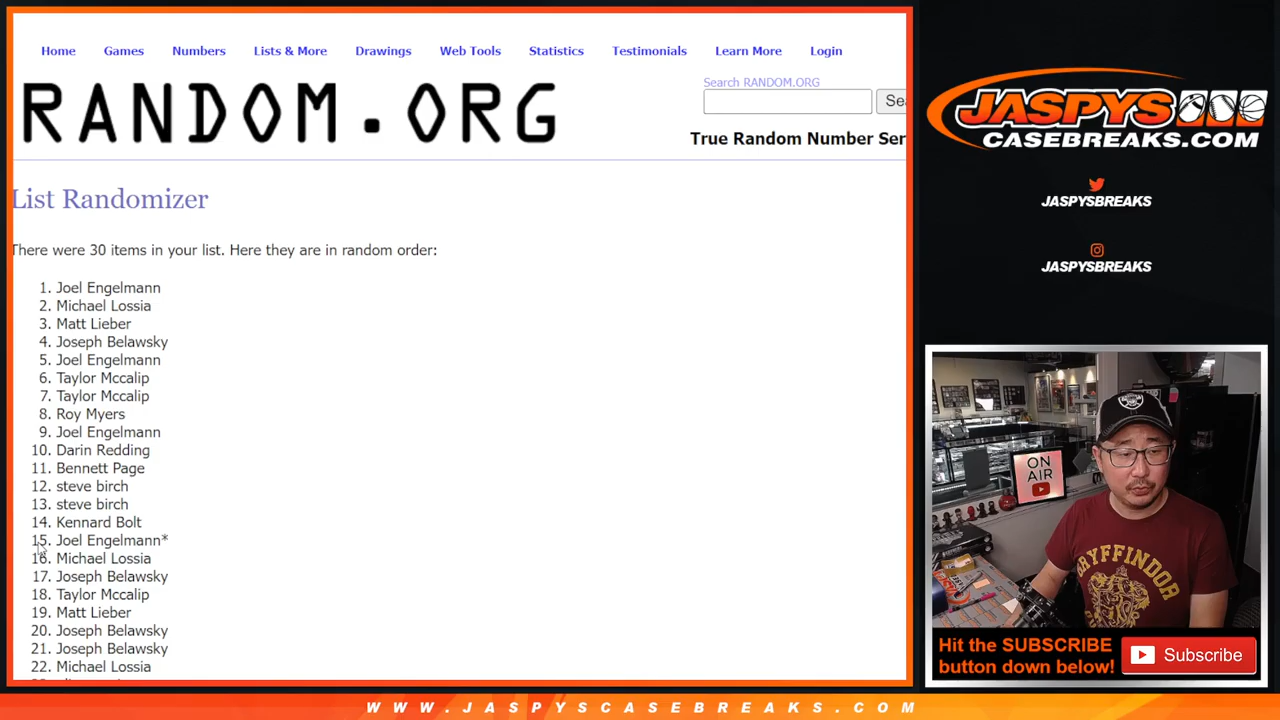 Home Games Numbers Lists & More Drawings Web Tools Statistics Testimonials Learn More Login
RANDOM.ORG
Search RANDOM.ORG
Sea
True Random Number Ser
List Randomizer
There were 30 items in your list. Here they are in random order:
1. Joel Engelmann
2. Michael Lossia
3. Matt Lieber
4. Joseph Belawsky
5. Joel Engelmann
6. Taylor Mccalip
7. Taylor Mccalip
8. Roy Myers
9. Joel Engelmann
10. Darin Redding
11. Bennett Page
12. steve birch
13. steve birch
14. Kennard Bolt
15. Joel Engelmann*
16. Michael Lossia
17. Joseph Belawsky
18. Taylor Mccalip
19. Matt Lieber
20. Joseph Belawsky
21. Joseph Belawsky
22. Michael Lossia
JASPYS
CASEBREAKS.COM
JASPYSBREAKS
JASPYSBREAKS
ON
AIR
GRYFFINDOR
Hit the SUBSCRIBE
button down below!
Subscribe
WWW.JASPYSCASEBREAKS.COM